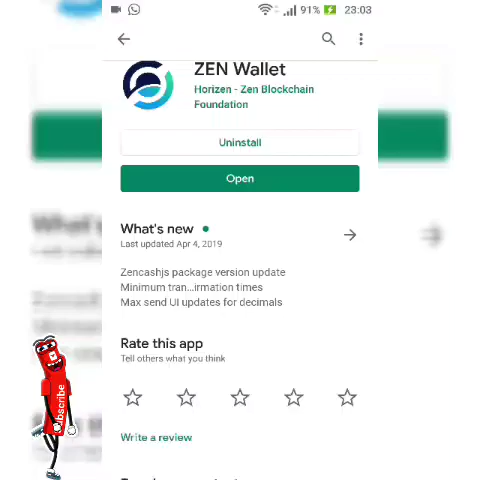 91% 23:03
ZEN Wallet
Horizen - Zen Blockchain
Foundation
Uninstall
Open
What's new
Last updated Apr 4, 2019
Zencashjs package version update
Minimum tran...irmation times
Max send UI updates for decimals
Rate this app
Tell others what you think
Subscribe
Write a review